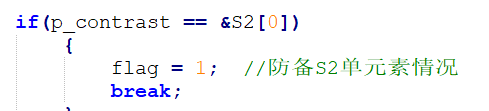 if(p_contrast == &S2[0])
{
flag = 1;  //防备S2单元素情况
break;
}